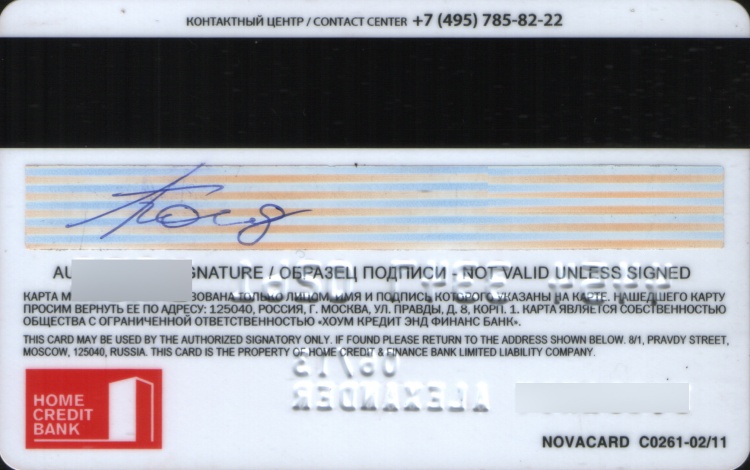 КОНТАКТНЫЙ ЦЕНТР / CONTACT CENTER +7 (495) 785-82-22
AU GNATURE / ОБРАЗЕЦ ПОДПИСИ - NOT VALID UNLESS SIGNED
КАРТА М ЗОВАНА ТОЛЬКО ЛИЦОМ, ИМЯ И ПОДПИСЬ КОТОРОГО УКАЗАНЫ НА КАРТЕ. НАШЕДШЕГО КАРТУ
ПРОСИМ ВЕРНУТЬ ЕЕ ПО АДРЕСУ: 125040, РОССИЯ, Г. МОСКВА, УЛ. ПРАВДЫ, Д. 8, КОРП. 1. КАРТА ЯВЛЯЕТСЯ СОБСТВЕННОСТЬЮ
ОБЩЕСТВА С ОГРАНИЧЕННОЙ ОТВЕТСТВЕННОСТЬЮ «ХОУМ КРЕДИТ ЭНД ФИНАНС БАНК».
THIS CARD MAY BE USED BY THE AUTHORIZED SIGNATORY ONLY. IF FOUND PLEASE RETURN TO THE ADDRESS SHOWN BELOW. 8/1, PRAVDY STREET,
MOSCOW, 125040, RUSSIA. THIS CARD IS THE PROPERTY OF HOME CREDIT & FINANCE BANK LIMITED LIABILITY COMPANY.
ALEXANDER
HOME
CREDIT
BANK
NOVACARD C0261-02/11